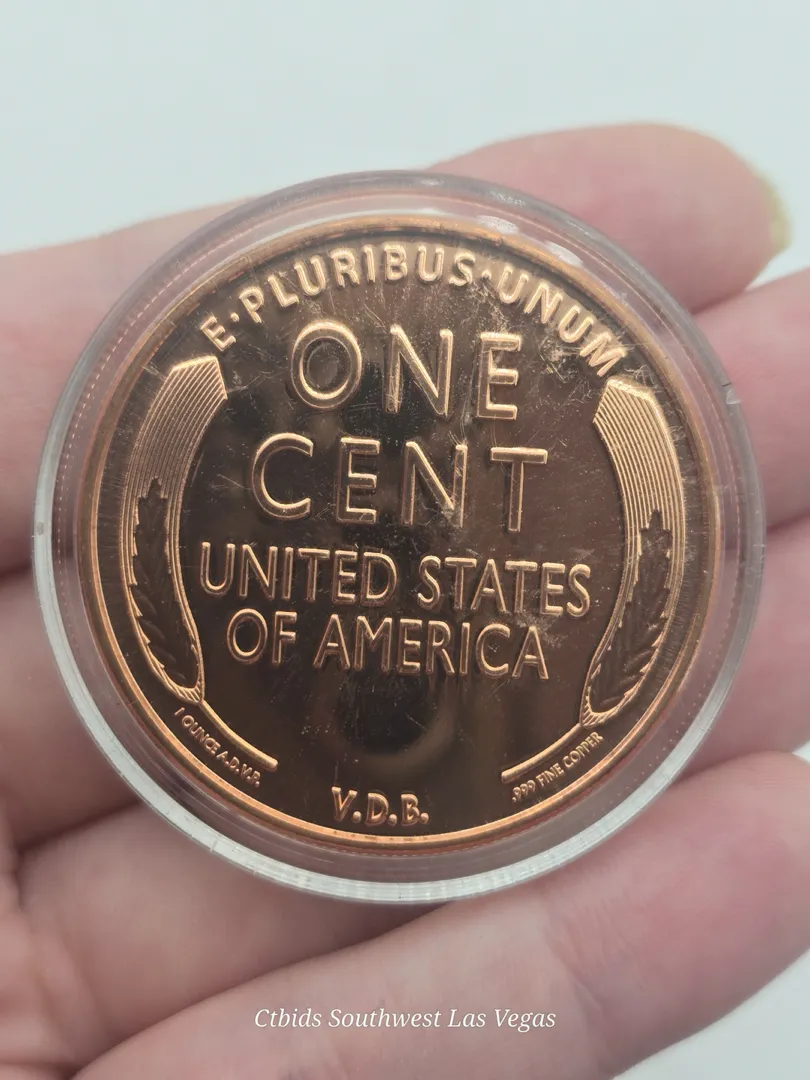 E·PLURIBUS·UNUM
ONE
CENT
UNITED STATES
OF AMERICA
1 OUNCE A.D.V.P.
.999 FINE COPPER
V.D.B.
Ctbids Southwest Las Vegas